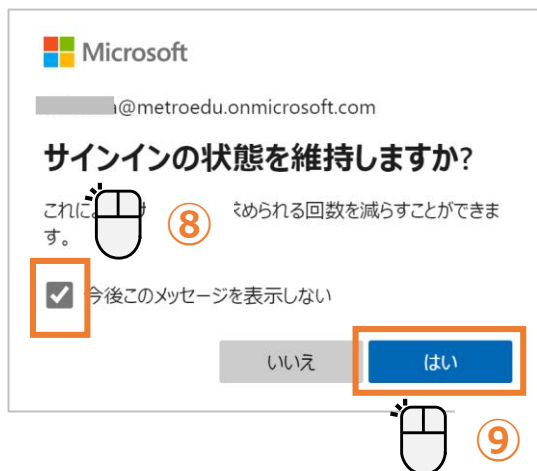 Microsoft
a@metroedu.onmicrosoft.com
サインインの状態を維持しますか?
これに
⑧
められる回数を減らすことができま
す。
今後このメッセージを表示しない
いいえ
はい
⑨